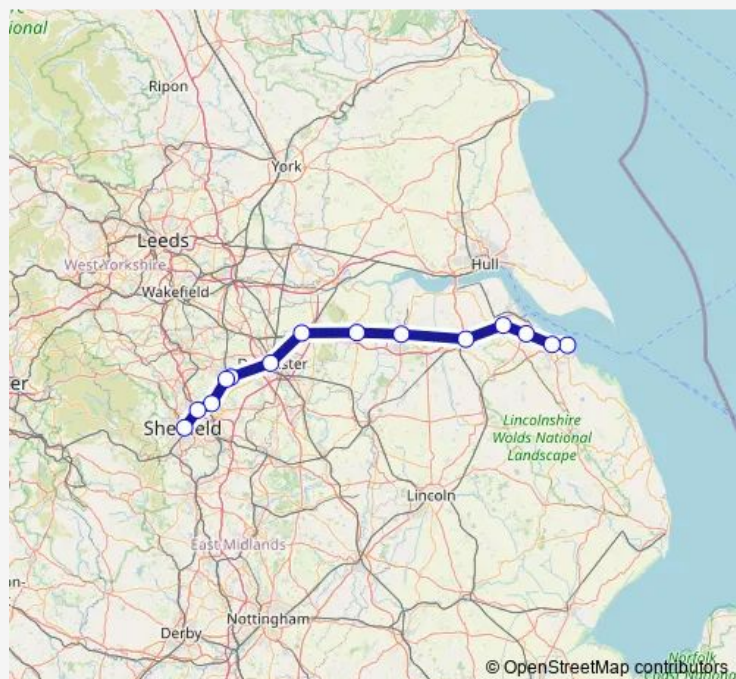 ional
Ripon
York
Leeds
West Yorkshire
Wakefield
Hull
Sheffield
Lincolnshire
Wolds National
Landscape
Lincoln
East Midlands
Nottingham
Derby
Norfolk
© OpenStreetMap contributors